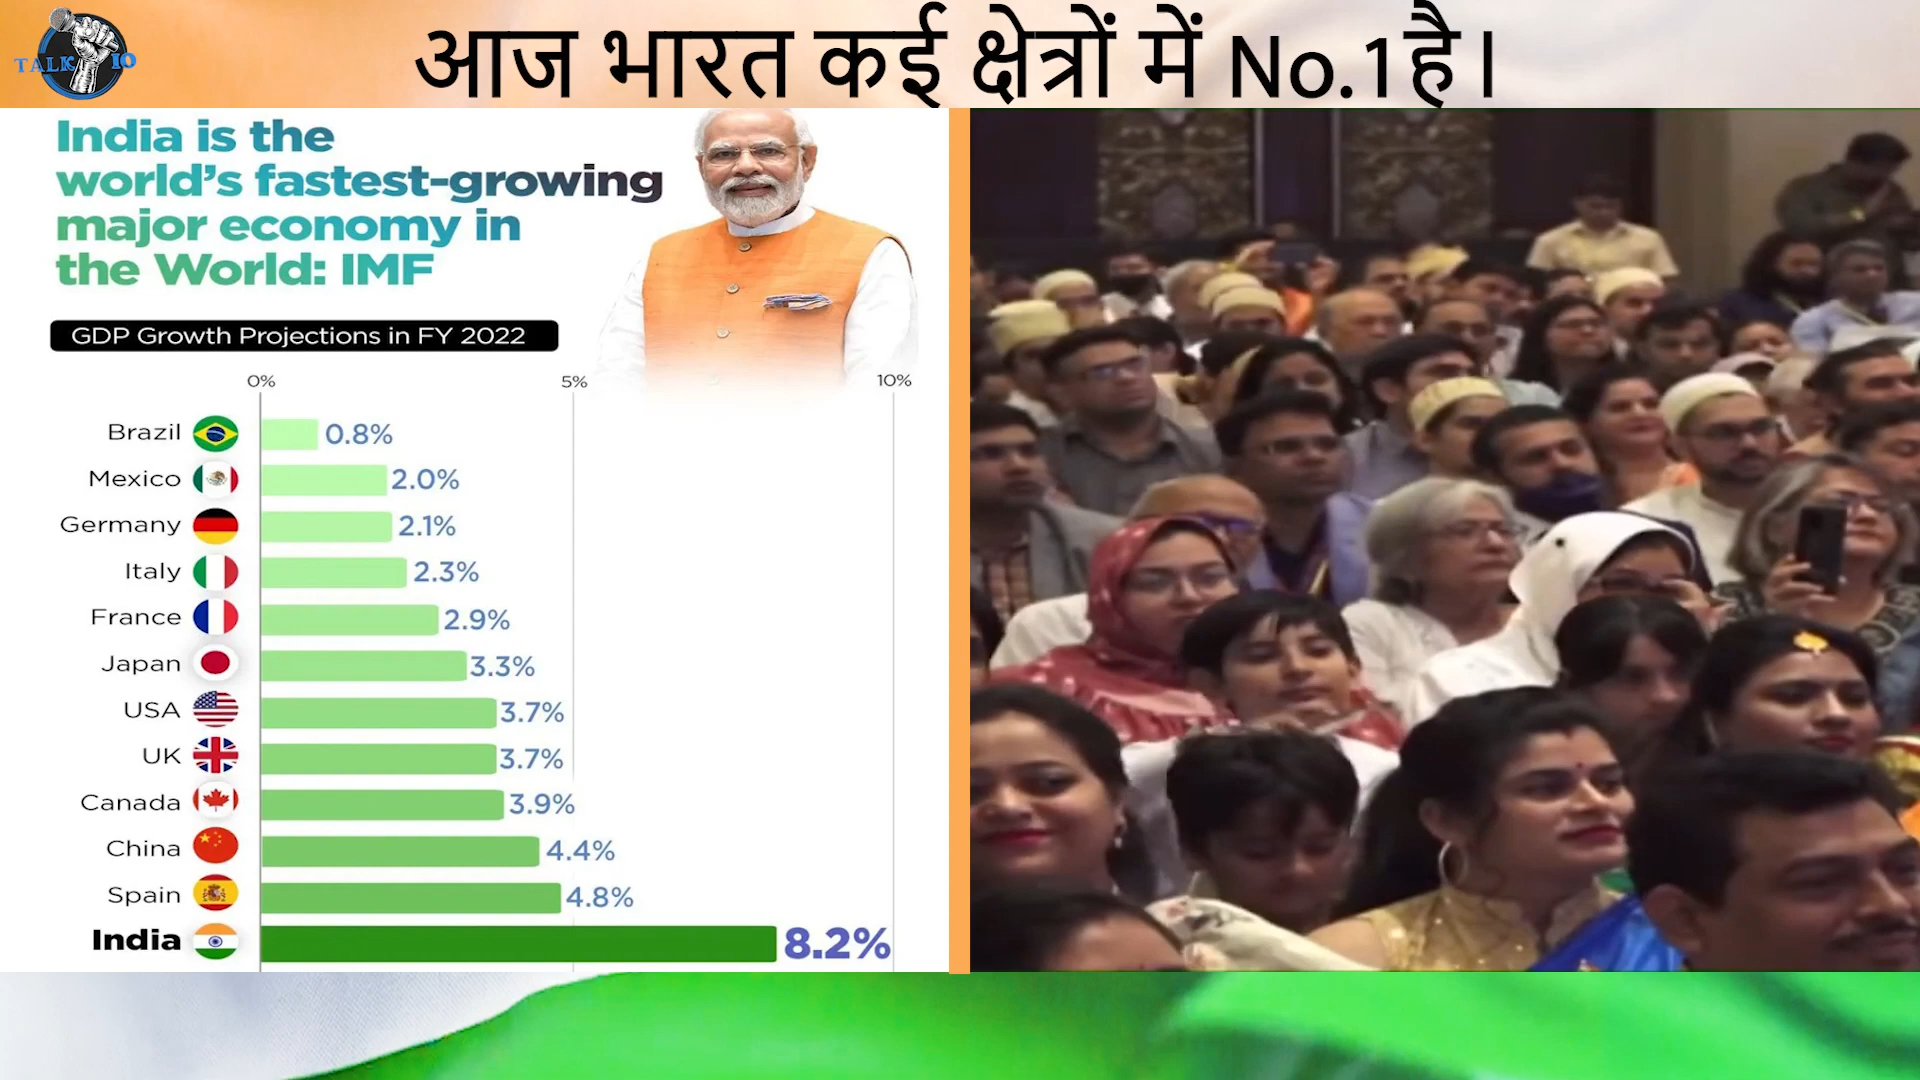 TALK 10
आज भारत कई क्षेत्रों में No.1 है।
India is the
world's fastest-growing
major economy in
the World: IMF
GDP Growth Projections in FY 2022
0% 5% 10%
Brazil 0.8%
Mexico 2.0%
Germany 2.1%
Italy 2.3%
France 2.9%
Japan 3.3%
USA 3.7%
UK 3.7%
Canada 3.9%
China 4.4%
Spain 4.8%
India 8.2%